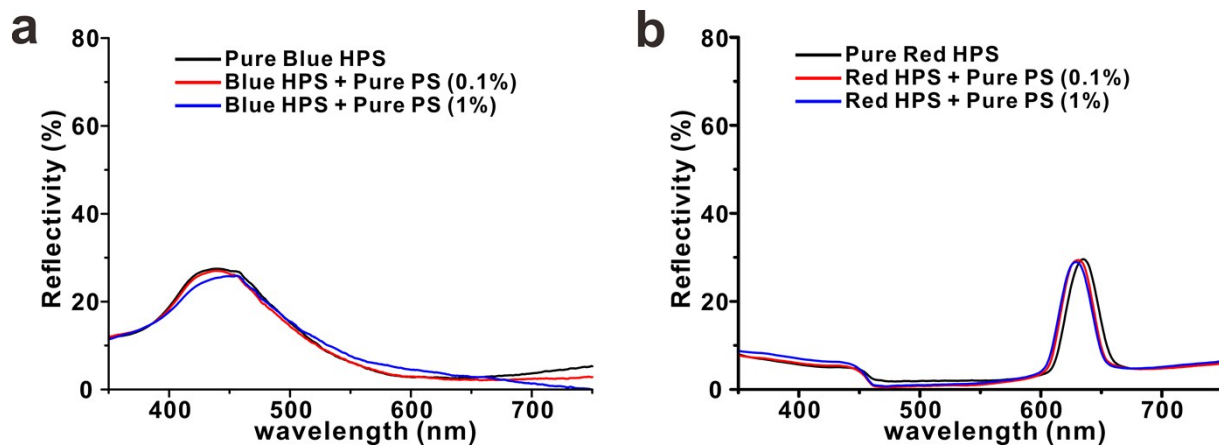 a
80
60
40
20
0
Reflectivity (%)
Pure Blue HPS
Blue HPS + Pure PS (0.1%)
Blue HPS + Pure PS (1%)
400 500 600 700
wavelength (nm)
b
80
60
40
20
0
Reflectivity (%)
Pure Red HPS
Red HPS + Pure PS (0.1%)
Red HPS + Pure PS (1%)
400 500 600 700
wavelength (nm)